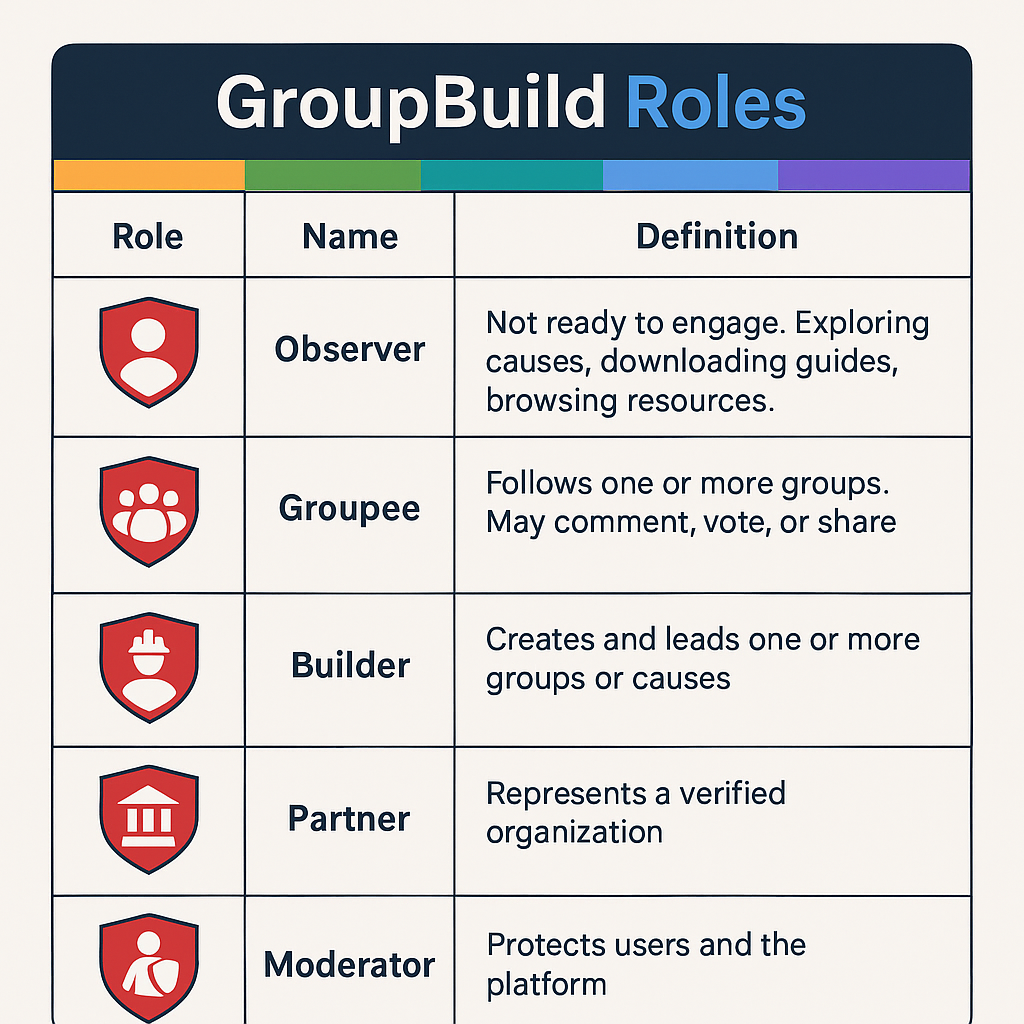 GroupBuild Roles
Role
Name
Definition
Observer
Not ready to engage. Exploring
causes, downloading guides,
browsing resources.
Groupee
Follows one or more groups.
May comment, vote, or share
Builder
Creates and leads one or more
groups or causes
Partner
Represents a verified
organization
Moderator
Protects users and the
platform